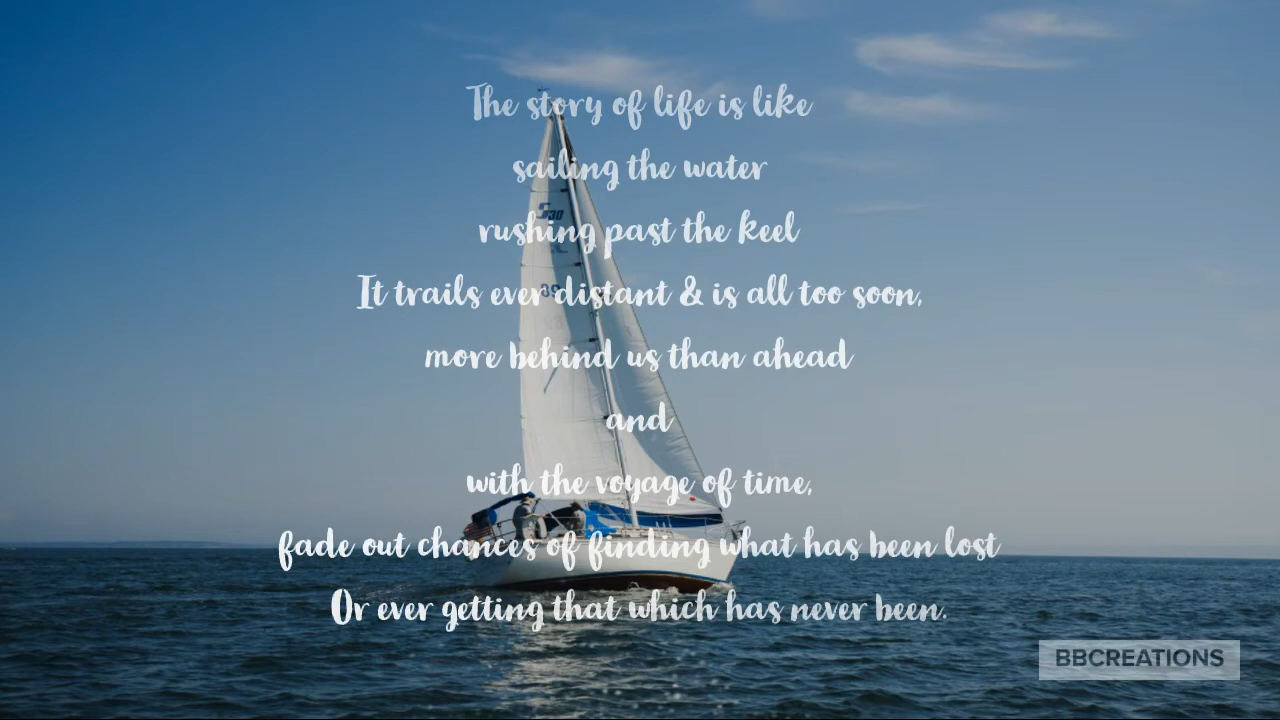 The story of life is like
sailing the water
rushing past the keel
It trails ever distant & is all too soon,
more behind us than ahead
and
with the voyage of time,
fade out chances of finding what has been lost
Or ever getting that which has never been.
S30
BBCREATIONS